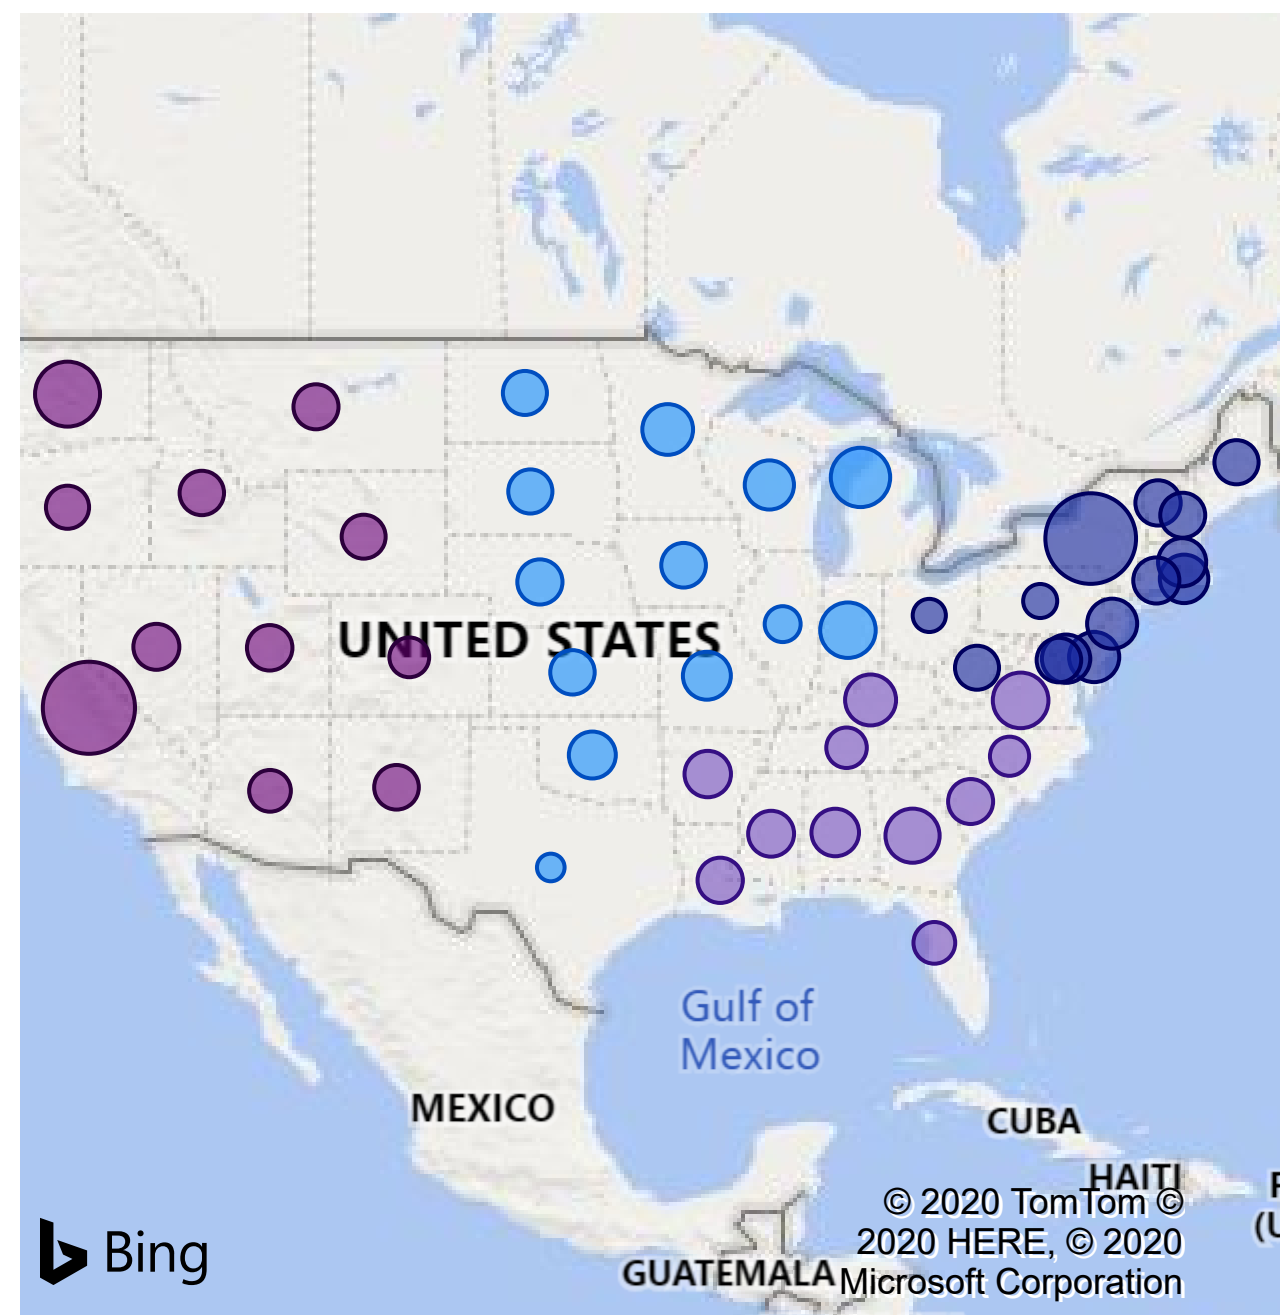 UNITED STATES
Gulf of
Mexico
MEXICO
CUBA
HAITI
© 2020 TomTom ©
2020 HERE, © 2020
Microsoft Corporation
Bing
GUATEMALA